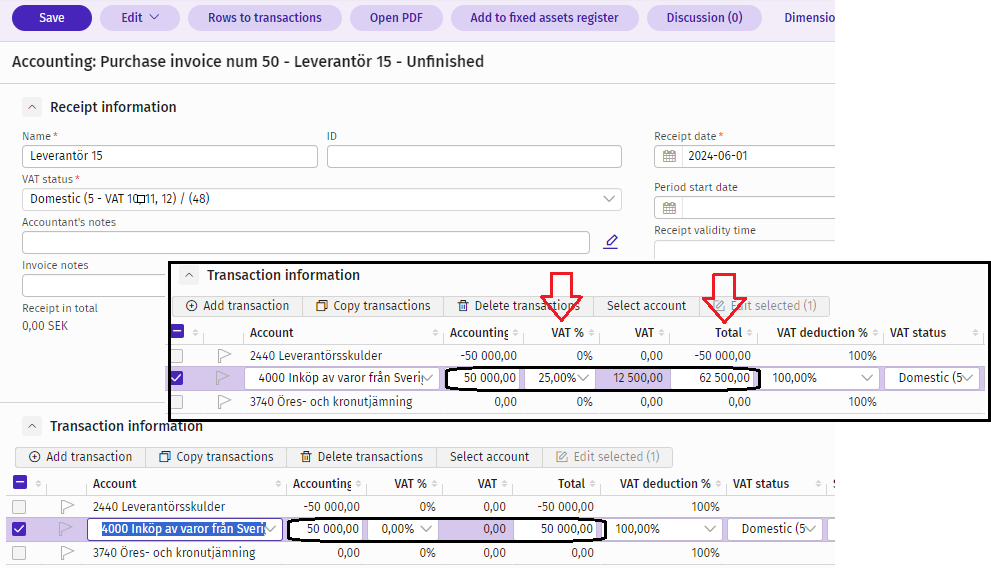 Save Edit Rows to transactions Open PDF Add to fixed assets register Discussion (0) Dimensio
Accounting: Purchase invoice num 50 - Leverantör 15 - Unfinished
Receipt information
Name * ID Receipt date *
Leverantör 15 2024-06-01
VAT status * Period start date
Domestic (5 - VAT 10, 11, 12) / (48)
Accountant's notes Receipt validity time
Invoice notes
Receipt in total
0,00 SEK
Transaction information
Add transaction Copy transactions Delete transactions Select account Edit selected (1)
Account Accounting VAT % VAT Total VAT deduction % VAT status
2440 Leverantörsskulder -50 000,00 0% 0,00 -50 000,00 100%
4000 Inköp av varor från Sverig 50 000,00 25,00% 12 500,00 62 500,00 100,00% Domestic (5
3740 Öres- och kronutjämning 0,00 0% 0,00 0,00 100%
Transaction information
Add transaction Copy transactions Delete transactions Select account Edit selected (1)
Account Accounting VAT % VAT Total VAT deduction % VAT status
2440 Leverantörsskulder -50 000,00 0% 0,00 -50 000,00 100%
4000 Inköp av varor från Sveri 50 000,00 0,00% 0,00 50 000,00 100,00% Domestic (5
3740 Öres- och kronutjämning 0,00 0% 0,00 0,00 100%